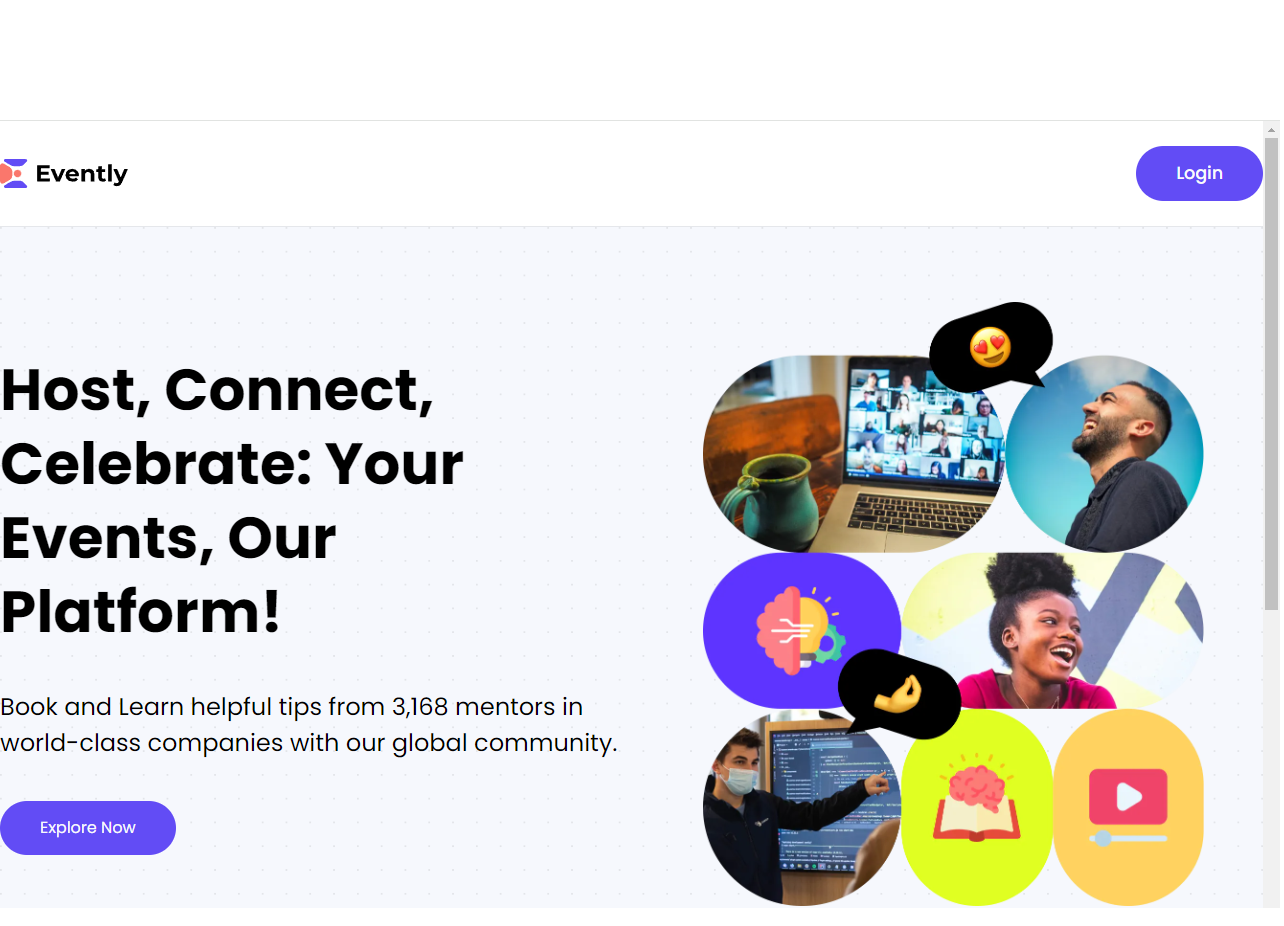 Evently
Login
Host, Connect,
Celebrate: Your
Events, Our
Platform!
Book and Learn helpful tips from 3,168 mentors in
world-class companies with our global community.
Explore Now